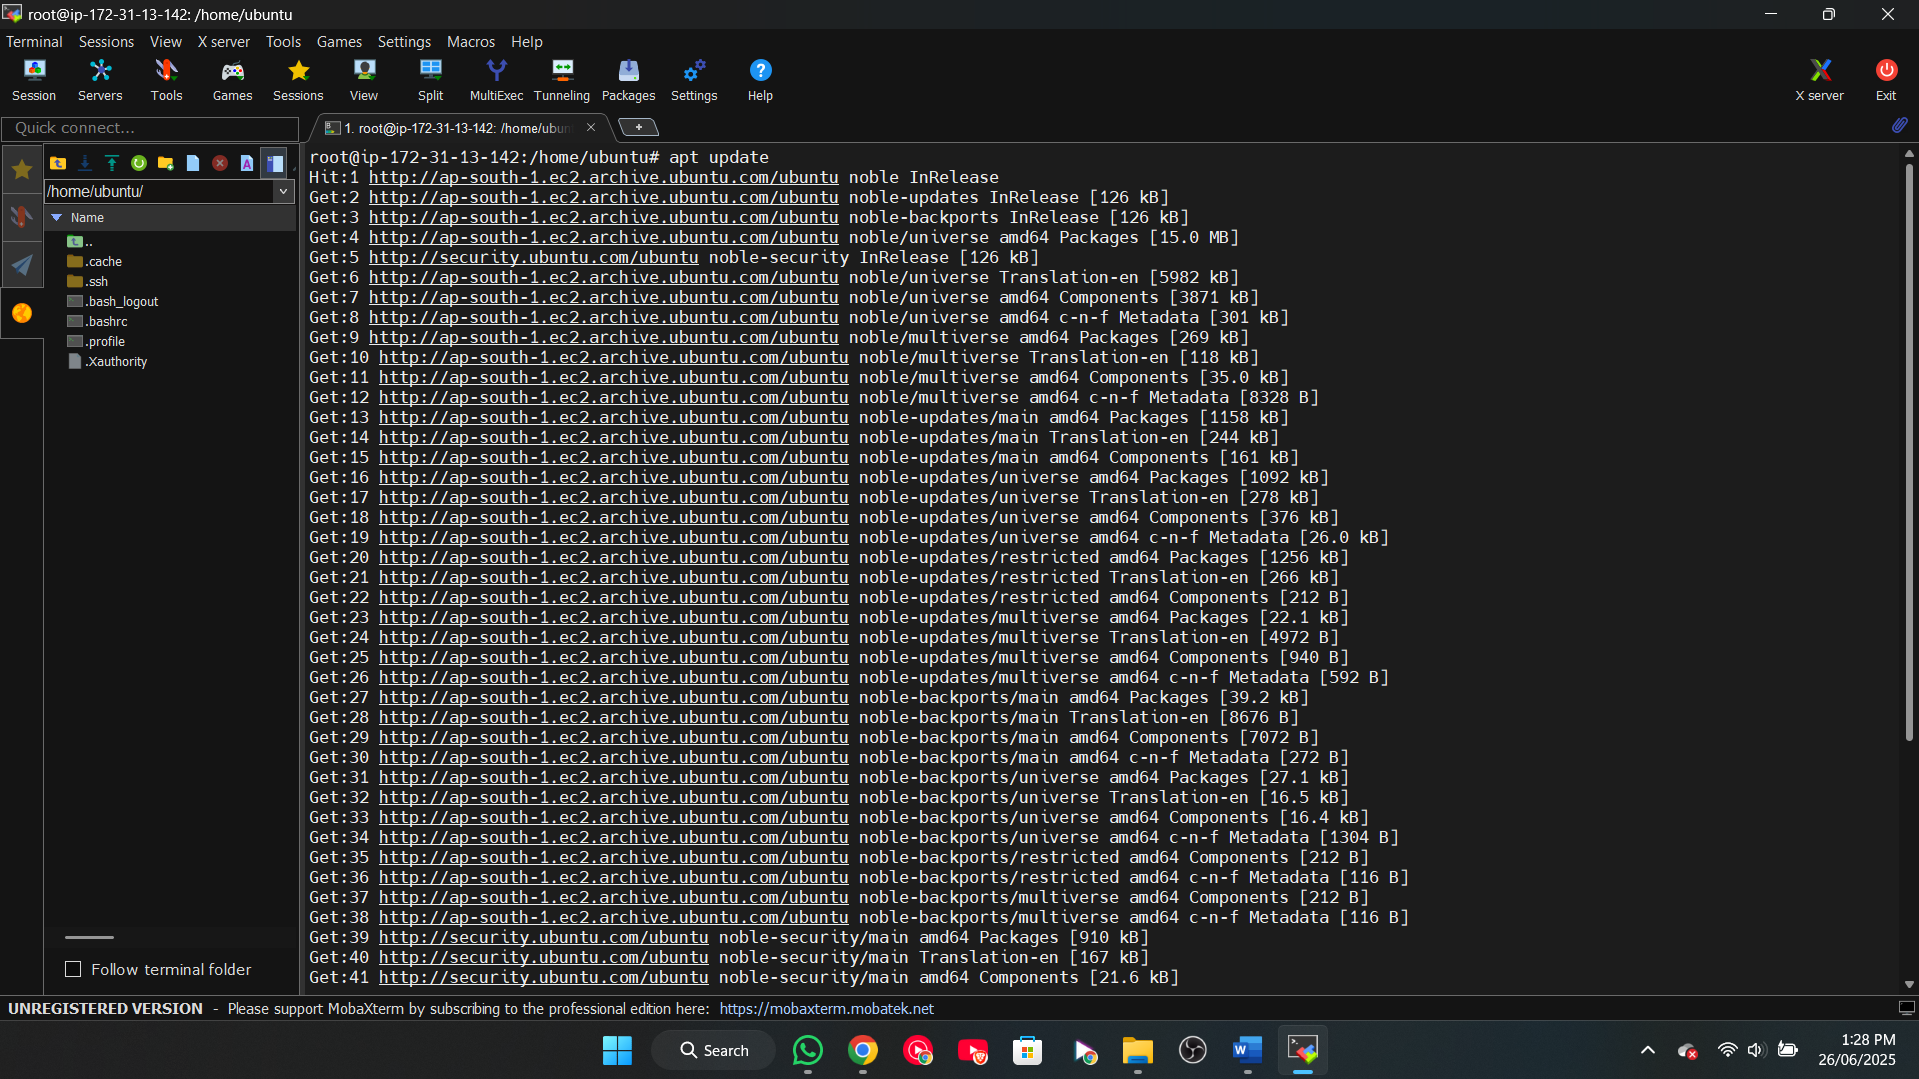 root@ip-172-31-13-142: /home/ubuntu
Terminal Sessions View X server Tools Games Settings Macros Help
Session Servers Tools Games Sessions View Split MultiExec Tunneling Packages Settings Help X server Exit
Quick connect...
1. root@ip-172-31-13-142: /home/ubun
/home/ubuntu/
Name
..
.cache
.ssh
.bash_logout
.bashrc
.profile
.Xauthority
Follow terminal folder
root@ip-172-31-13-142:/home/ubuntu# apt update
Hit:1 http://ap-south-1.ec2.archive.ubuntu.com/ubuntu noble InRelease
Get:2 http://ap-south-1.ec2.archive.ubuntu.com/ubuntu noble-updates InRelease [126 kB]
Get:3 http://ap-south-1.ec2.archive.ubuntu.com/ubuntu noble-backports InRelease [126 kB]
Get:4 http://ap-south-1.ec2.archive.ubuntu.com/ubuntu noble/universe amd64 Packages [15.0 MB]
Get:5 http://security.ubuntu.com/ubuntu noble-security InRelease [126 kB]
Get:6 http://ap-south-1.ec2.archive.ubuntu.com/ubuntu noble/universe Translation-en [5982 kB]
Get:7 http://ap-south-1.ec2.archive.ubuntu.com/ubuntu noble/universe amd64 Components [3871 kB]
Get:8 http://ap-south-1.ec2.archive.ubuntu.com/ubuntu noble/universe amd64 c-n-f Metadata [301 kB]
Get:9 http://ap-south-1.ec2.archive.ubuntu.com/ubuntu noble/multiverse amd64 Packages [269 kB]
Get:10 http://ap-south-1.ec2.archive.ubuntu.com/ubuntu noble/multiverse Translation-en [118 kB]
Get:11 http://ap-south-1.ec2.archive.ubuntu.com/ubuntu noble/multiverse amd64 Components [35.0 kB]
Get:12 http://ap-south-1.ec2.archive.ubuntu.com/ubuntu noble/multiverse amd64 c-n-f Metadata [8328 B]
Get:13 http://ap-south-1.ec2.archive.ubuntu.com/ubuntu noble-updates/main amd64 Packages [1158 kB]
Get:14 http://ap-south-1.ec2.archive.ubuntu.com/ubuntu noble-updates/main Translation-en [244 kB]
Get:15 http://ap-south-1.ec2.archive.ubuntu.com/ubuntu noble-updates/main amd64 Components [161 kB]
Get:16 http://ap-south-1.ec2.archive.ubuntu.com/ubuntu noble-updates/universe amd64 Packages [1092 kB]
Get:17 http://ap-south-1.ec2.archive.ubuntu.com/ubuntu noble-updates/universe Translation-en [278 kB]
Get:18 http://ap-south-1.ec2.archive.ubuntu.com/ubuntu noble-updates/universe amd64 Components [376 kB]
Get:19 http://ap-south-1.ec2.archive.ubuntu.com/ubuntu noble-updates/universe amd64 c-n-f Metadata [26.0 kB]
Get:20 http://ap-south-1.ec2.archive.ubuntu.com/ubuntu noble-updates/restricted amd64 Packages [1256 kB]
Get:21 http://ap-south-1.ec2.archive.ubuntu.com/ubuntu noble-updates/restricted Translation-en [266 kB]
Get:22 http://ap-south-1.ec2.archive.ubuntu.com/ubuntu noble-updates/restricted amd64 Components [212 B]
Get:23 http://ap-south-1.ec2.archive.ubuntu.com/ubuntu noble-updates/multiverse amd64 Packages [22.1 kB]
Get:24 http://ap-south-1.ec2.archive.ubuntu.com/ubuntu noble-updates/multiverse Translation-en [4972 B]
Get:25 http://ap-south-1.ec2.archive.ubuntu.com/ubuntu noble-updates/multiverse amd64 Components [940 B]
Get:26 http://ap-south-1.ec2.archive.ubuntu.com/ubuntu noble-updates/multiverse amd64 c-n-f Metadata [592 B]
Get:27 http://ap-south-1.ec2.archive.ubuntu.com/ubuntu noble-backports/main amd64 Packages [39.2 kB]
Get:28 http://ap-south-1.ec2.archive.ubuntu.com/ubuntu noble-backports/main Translation-en [8676 B]
Get:29 http://ap-south-1.ec2.archive.ubuntu.com/ubuntu noble-backports/main amd64 Components [7072 B]
Get:30 http://ap-south-1.ec2.archive.ubuntu.com/ubuntu noble-backports/main amd64 c-n-f Metadata [272 B]
Get:31 http://ap-south-1.ec2.archive.ubuntu.com/ubuntu noble-backports/universe amd64 Packages [27.1 kB]
Get:32 http://ap-south-1.ec2.archive.ubuntu.com/ubuntu noble-backports/universe Translation-en [16.5 kB]
Get:33 http://ap-south-1.ec2.archive.ubuntu.com/ubuntu noble-backports/universe amd64 Components [16.4 kB]
Get:34 http://ap-south-1.ec2.archive.ubuntu.com/ubuntu noble-backports/universe amd64 c-n-f Metadata [1304 B]
Get:35 http://ap-south-1.ec2.archive.ubuntu.com/ubuntu noble-backports/restricted amd64 Components [212 B]
Get:36 http://ap-south-1.ec2.archive.ubuntu.com/ubuntu noble-backports/restricted amd64 c-n-f Metadata [116 B]
Get:37 http://ap-south-1.ec2.archive.ubuntu.com/ubuntu noble-backports/multiverse amd64 Components [212 B]
Get:38 http://ap-south-1.ec2.archive.ubuntu.com/ubuntu noble-backports/multiverse amd64 c-n-f Metadata [116 B]
Get:39 http://security.ubuntu.com/ubuntu noble-security/main amd64 Packages [910 kB]
Get:40 http://security.ubuntu.com/ubuntu noble-security/main Translation-en [167 kB]
Get:41 http://security.ubuntu.com/ubuntu noble-security/main amd64 Components [21.6 kB]
UNREGISTERED VERSION - Please support MobaXterm by subscribing to the professional edition here: https://mobaxterm.mobatek.net
Search
1:28 PM
26/06/2025